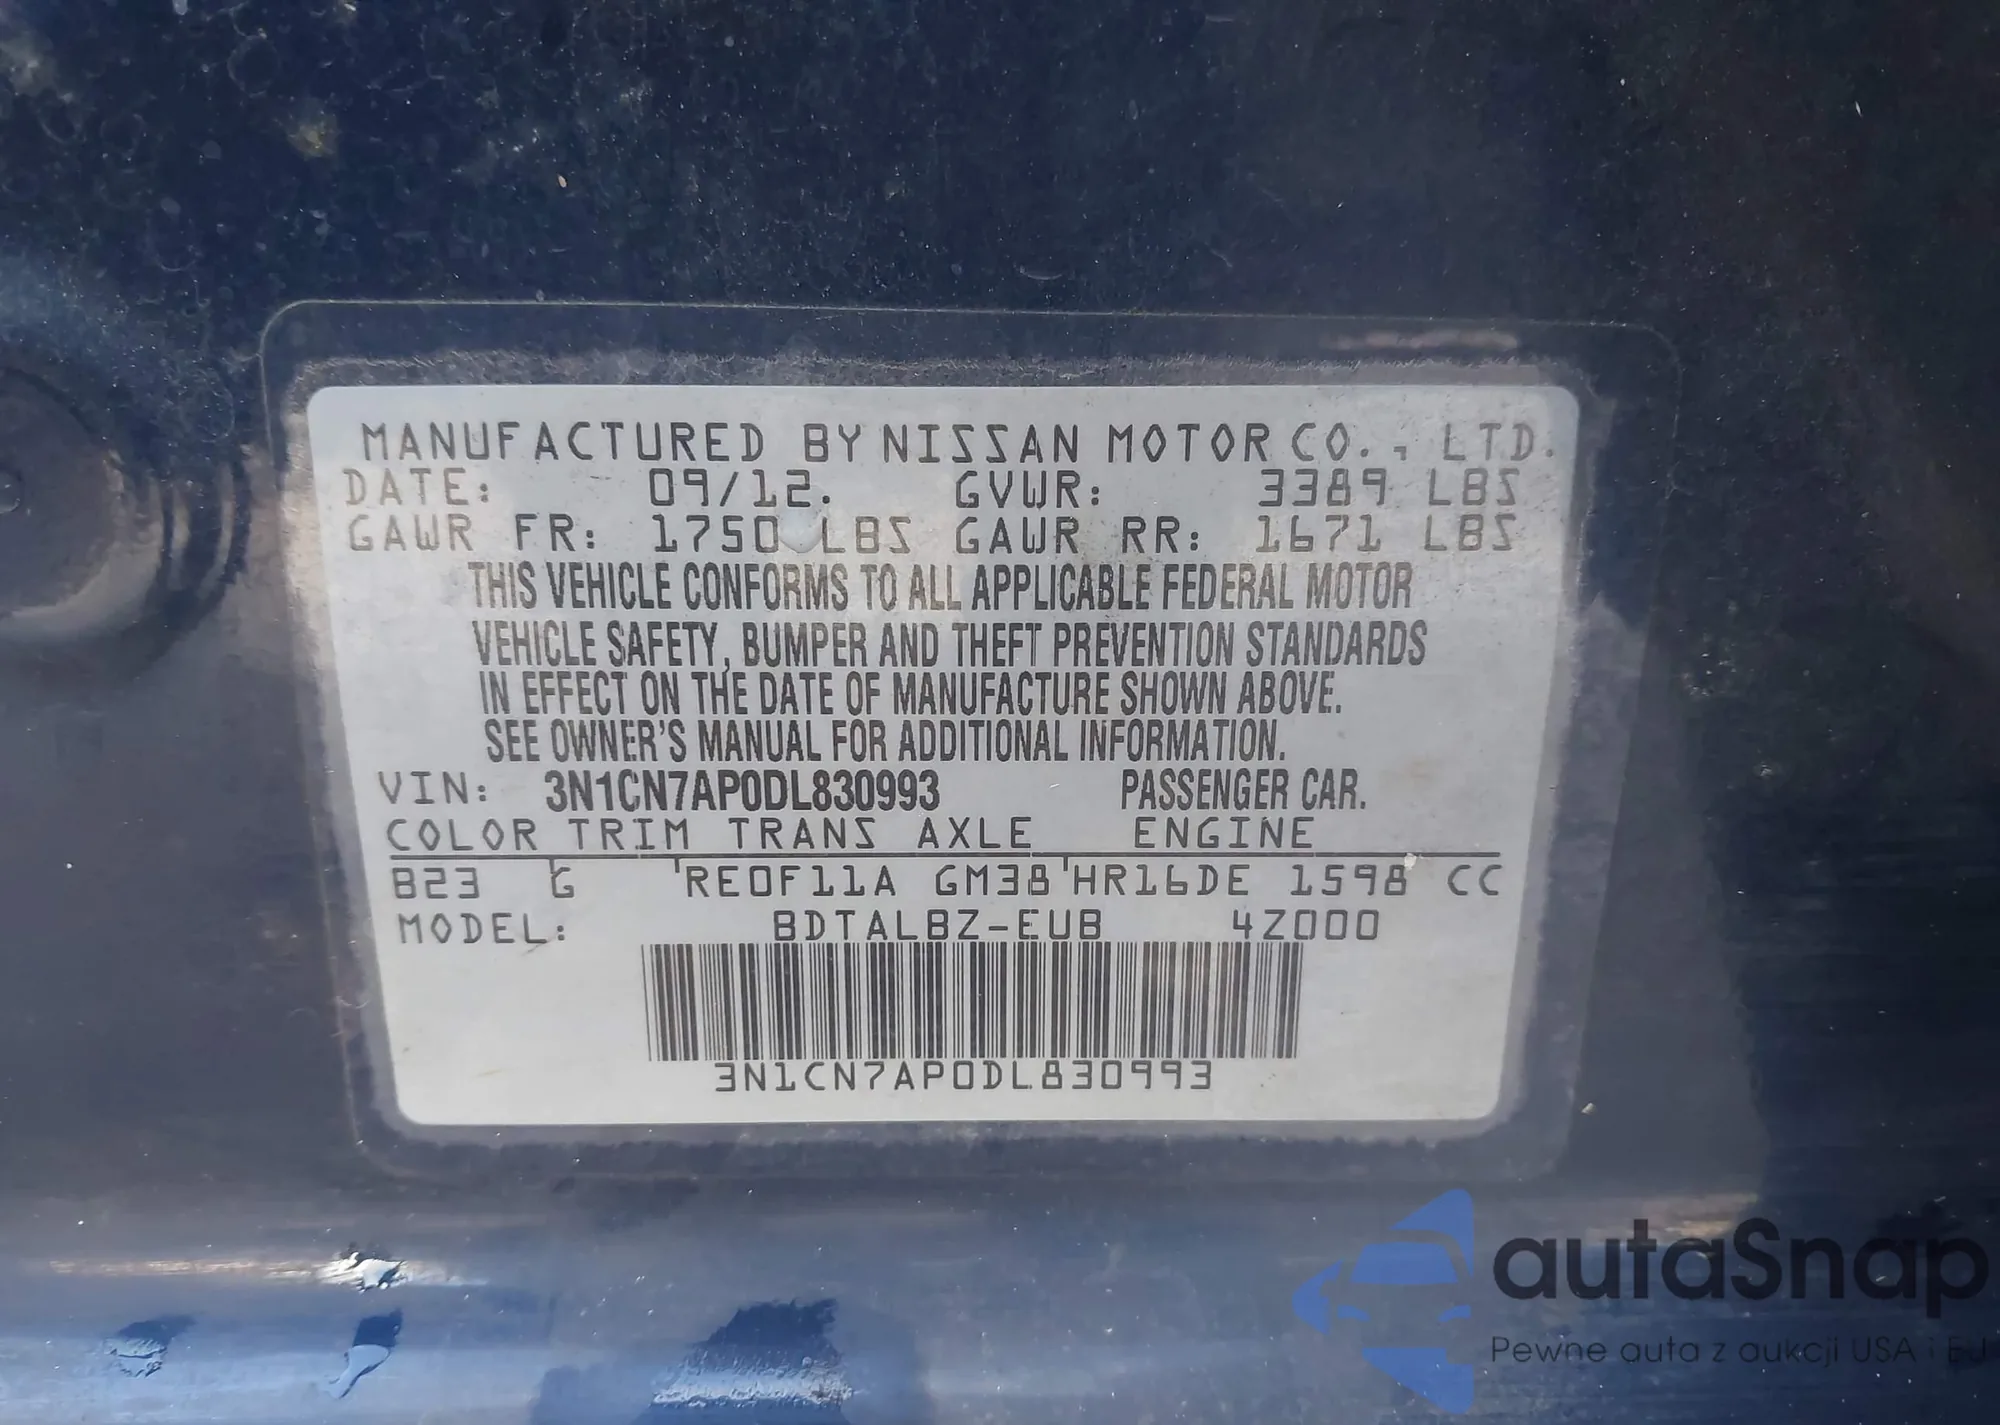 MANUFACTURED BY NISSAN MOTOR CO., LTD.
DATE: 09/12. GVWR: 3389 LBS
GAWR FR: 1750 LBS GAWR RR: 1671 LBS
THIS VEHICLE CONFORMS TO ALL APPLICABLE FEDERAL MOTOR
VEHICLE SAFETY, BUMPER AND THEFT PREVENTION STANDARDS
IN EFFECT ON THE DATE OF MANUFACTURE SHOWN ABOVE.
SEE OWNER'S MANUAL FOR ADDITIONAL INFORMATION.
VIN: 3N1CN7AP0DL830993 PASSENGER CAR.
COLOR TRIM TRANS AXLE ENGINE
B23 G RE0F11A GM38 HR16DE 1598 CC
MODEL: BDTALBZ-EUB 4Z000
3N1CN7AP0DL830993
autaSnap
Pewne auta z aukcji USA i EU